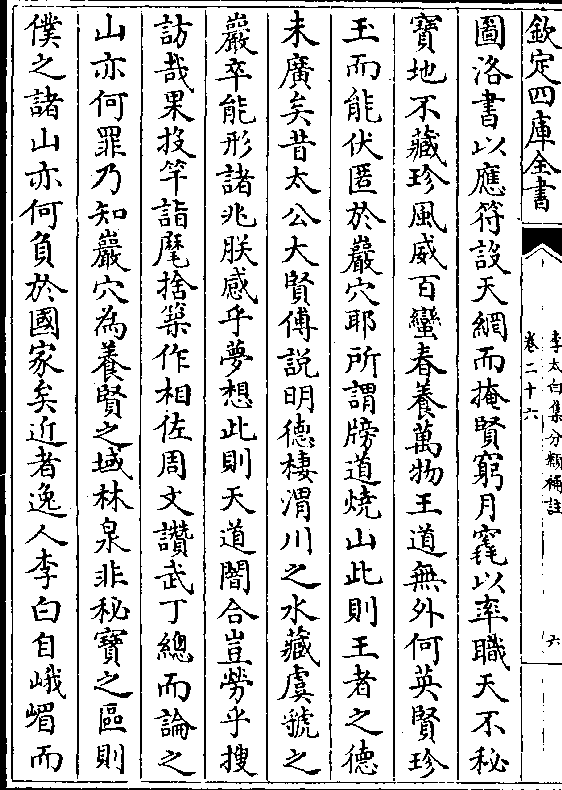 欽定四庫全書
李太白集分類補註
卷二十六
六
圖洛書以應符設天網而掩賢窮月窟以率職天不秘
寶地不藏珍風威百蠻春養萬物王道無外何英賢珍
玉而能伏匿於巖穴耶所謂牓道燒山此則王者之德
未廣矣昔太公大賢傅說明德棲渭川之水藏虞虢之
巖卒能形諸兆朕感乎夢想此則天道闇合豈勞乎搜
訪哉果投竿詣麾捨築作相佐周文讚武丁總而論之
山亦何罪乃知巖穴為養賢之域林泉非秘寶之區則
僕之諸山亦何負於國家矣近者逸人李白自峨嵋而